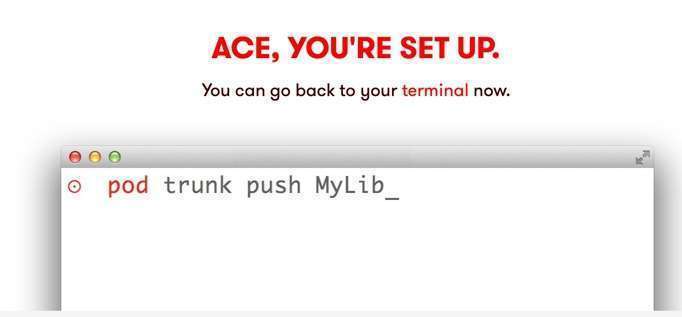 ACE, YOU'RE SET UP.
You can go back to your terminal now.
pod trunk push MyLib_